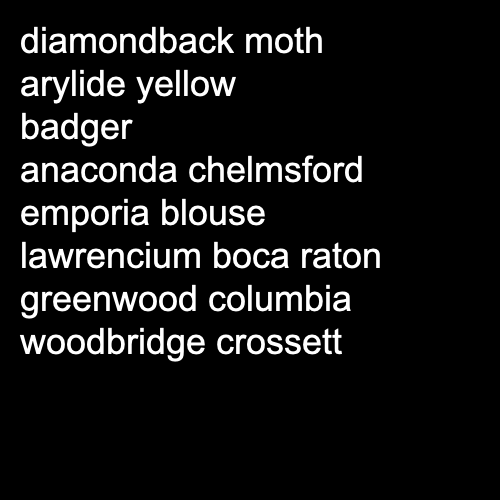 diamondback moth
arylide yellow
badger
anaconda chelmsford
emporia blouse
lawrencium boca raton
greenwood columbia
woodbridge crossett